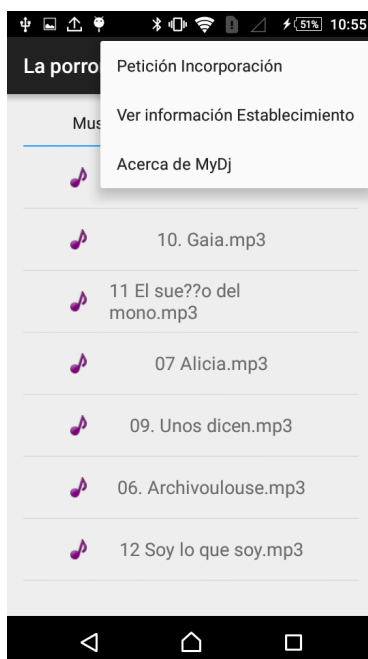 51% 10:55
La porro
Petición Incorporación
Ver información Establecimiento
Acerca de MyDj
Mus
10. Gaia.mp3
11 El sue??o del
mono.mp3
07 Alicia.mp3
09. Unos dicen.mp3
06. Archivoulouse.mp3
12 Soy lo que soy.mp3